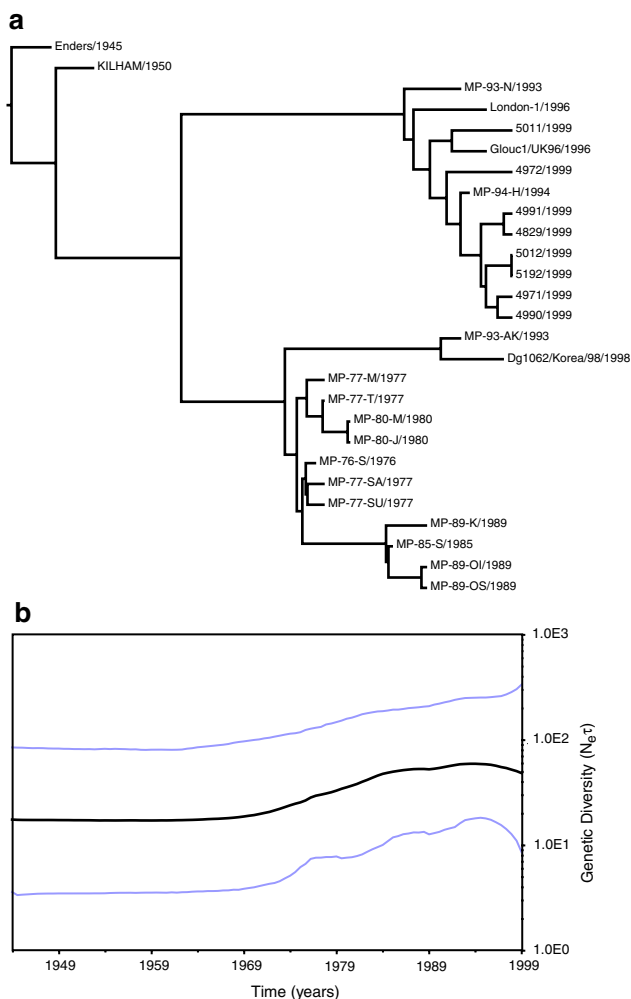 a
Enders/1945
KILHAM/1950
MP-93-N/1993
London-1/1996
5011/1999
Glouc1/UK96/1996
4972/1999
MP-94-H/1994
4991/1999
4829/1999
5012/1999
5192/1999
4971/1999
4990/1999
MP-93-AK/1993
Dg1062/Korea/98/1998
MP-77-M/1977
MP-77-T/1977
MP-80-M/1980
MP-80-J/1980
MP-76-S/1976
MP-77-SA/1977
MP-77-SU/1977
MP-89-K/1989
MP-85-S/1985
MP-89-OI/1989
MP-89-OS/1989
b
1.0E3
1.0E2
1.0E1
1.0E0
Genetic Diversity (Neτ)
1949 1959 1969 1979 1989 1999
Time (years)